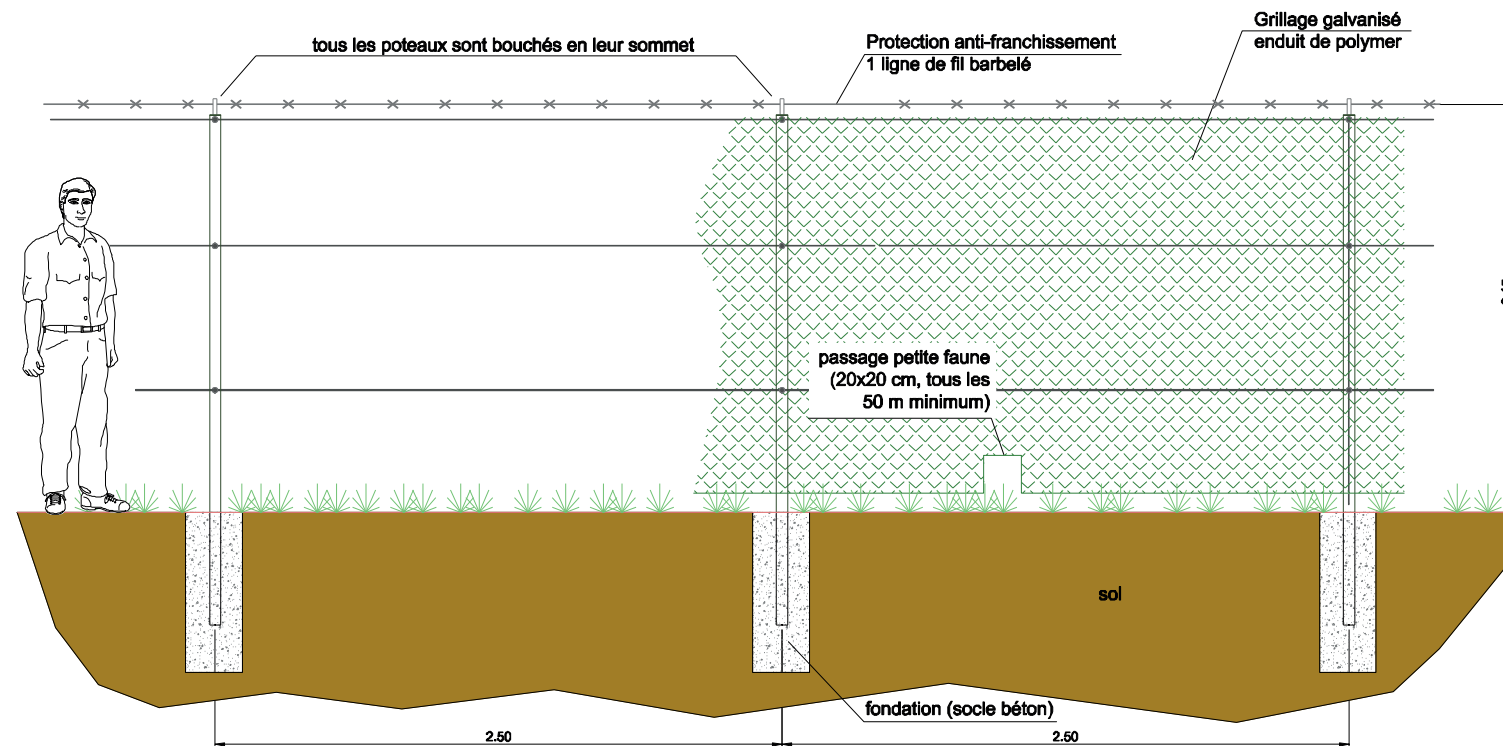 Grillage galvanisé
enduit de polymer
tous les poteaux sont bouchés en leur sommet
Protection anti-franchissement
1 ligne de fil barbelé
passage petite faune
(20x20 cm, tous les
50 m minimum)
sol
fondation (socle béton)
2.50
2.50